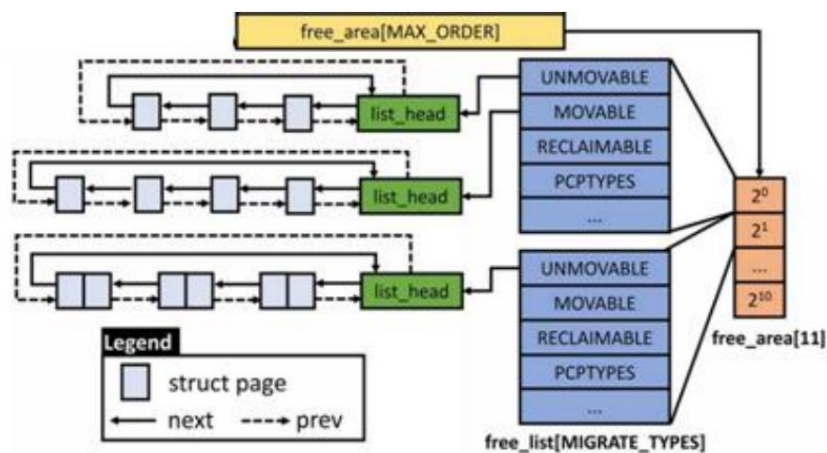 free_area[MAX_ORDER]
UNMOVABLE
MOVABLE
RECLAIMABLE
PCPTYPES
...
list_head
list_head
2⁰
2¹
...
2¹⁰
free_area[11]
UNMOVABLE
MOVABLE
RECLAIMABLE
PCPTYPES
...
list_head
free_list[MIGRATE_TYPES]
Legend
struct page
next
prev